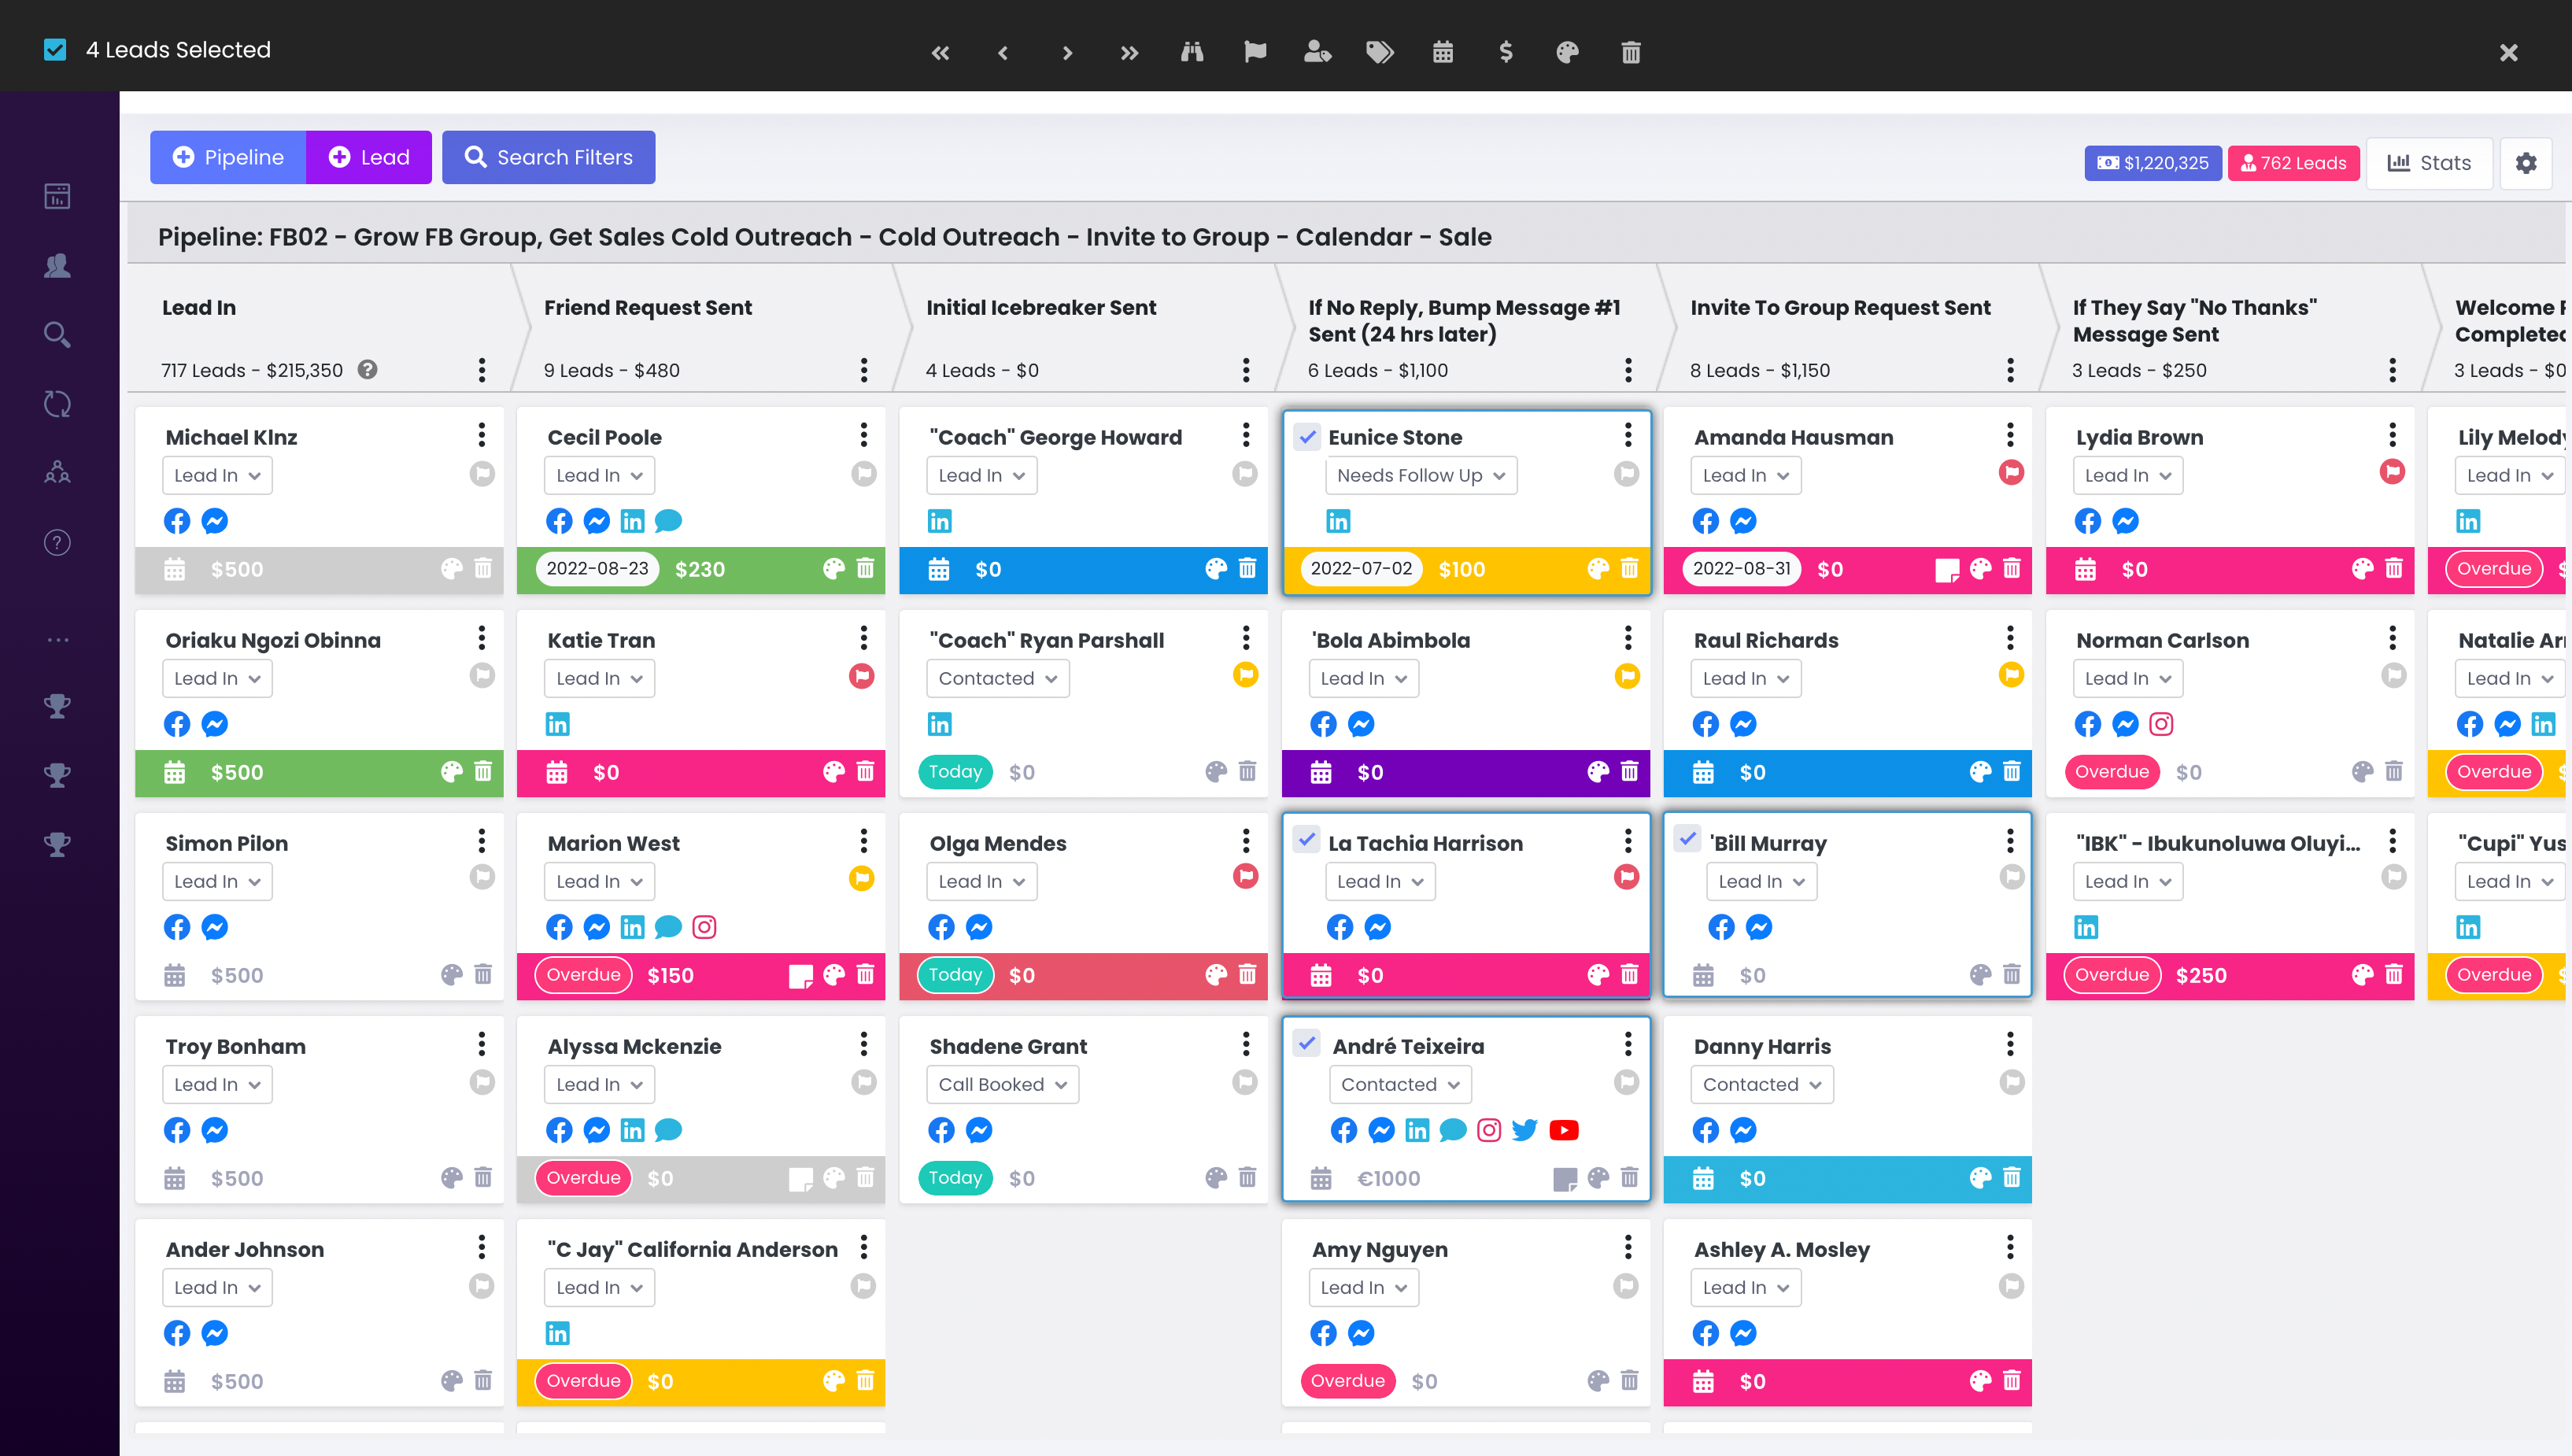 4 Leads Selected
Pipeline
Lead
Search Filters
$1,220,325
762 Leads
Stats
Pipeline: FB02 - Grow FB Group, Get Sales Cold Outreach - Cold Outreach - Invite to Group - Calendar - Sale
Lead In
717 Leads - $215,350
Michael Klnz
Lead In
$500
Oriaku Ngozi Obinna
Lead In
$500
Simon Pilon
Lead In
$500
Troy Bonham
Lead In
$500
Ander Johnson
Lead In
$500
Friend Request Sent
9 Leads - $480
Cecil Poole
Lead In
2022-08-23 $230
Katie Tran
Lead In
$0
Marion West
Lead In
Overdue $150
Alyssa Mckenzie
Lead In
Overdue $0
"C Jay" California Anderson
Lead In
Overdue $0
Initial Icebreaker Sent
4 Leads - $0
"Coach" George Howard
Lead In
$0
"Coach" Ryan Parshall
Contacted
Today $0
Olga Mendes
Lead In
Today $0
Shadene Grant
Call Booked
Today $0
If No Reply, Bump Message #1
Sent (24 hrs later)
6 Leads - $1,100
Eunice Stone
Needs Follow Up
2022-07-02 $100
'Bola Abimbola
Lead In
$0
La Tachia Harrison
Lead In
$0
André Teixeira
Contacted
€1000
Amy Nguyen
Lead In
Overdue $0
Invite To Group Request Sent
8 Leads - $1,150
Amanda Hausman
Lead In
2022-08-31 $0
Raul Richards
Lead In
$0
'Bill Murray
Lead In
$0
Danny Harris
Contacted
$0
Ashley A. Mosley
Lead In
$0
If They Say "No Thanks"
Message Sent
3 Leads - $250
Lydia Brown
Lead In
$0
Norman Carlson
Lead In
Overdue $0
"IBK" - Ibukunoluwa Oluyi...
Lead In
Overdue $250
Welcome
3 Leads - $0
Lily
Lead In
Overdue
Natalie
Lead In
Overdue
"Cupi"
Lead In
Overdue